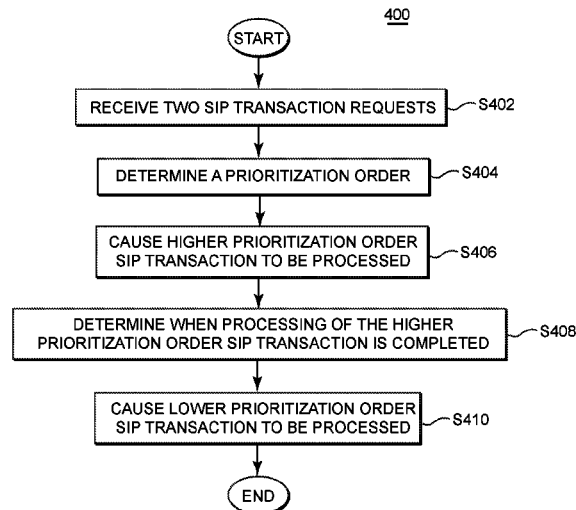 400
START
RECEIVE TWO SIP TRANSACTION REQUESTS
S402
DETERMINE A PRIORITIZATION ORDER
S404
CAUSE HIGHER PRIORITIZATION ORDER
SIP TRANSACTION TO BE PROCESSED
S406
DETERMINE WHEN PROCESSING OF THE HIGHER
PRIORITIZATION ORDER SIP TRANSACTION IS COMPLETED
S408
CAUSE LOWER PRIORITIZATION ORDER
SIP TRANSACTION TO BE PROCESSED
S410
END